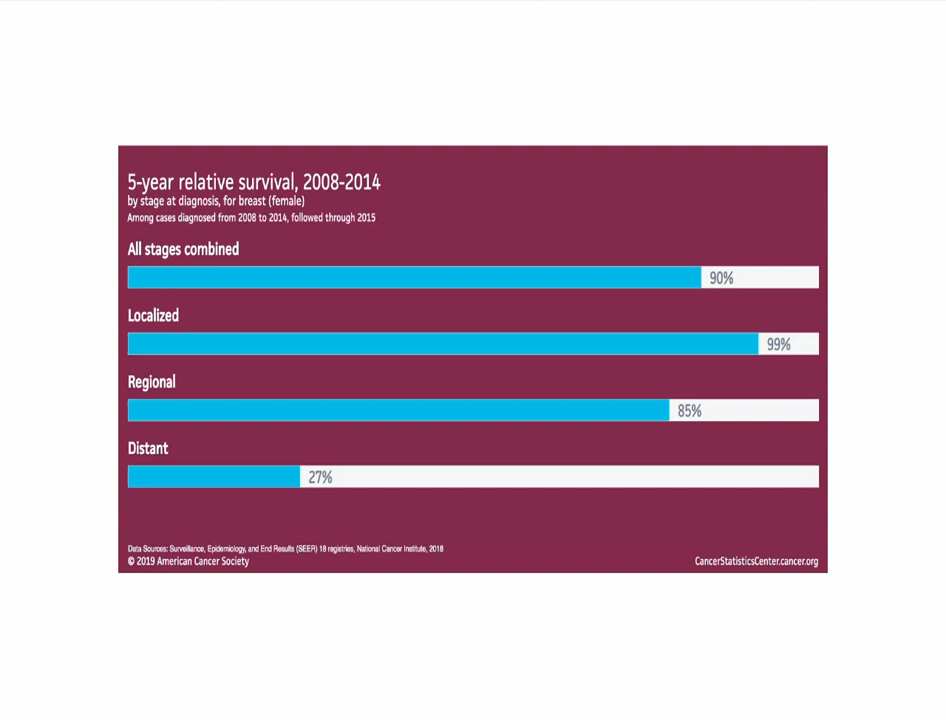 5-year relative survival, 2008-2014
by stage at diagnosis, for breast (female)
Among cases diagnosed from 2008 to 2014, followed through 2015
All stages combined
90%
Localized
99%
Regional
85%
Distant
27%
Data Sources: Surveillance, Epidemiology, and End Results (SEER) 18 registries, National Cancer Institute, 2018
© 2019 American Cancer Society
CancerStatisticsCenter.cancer.org